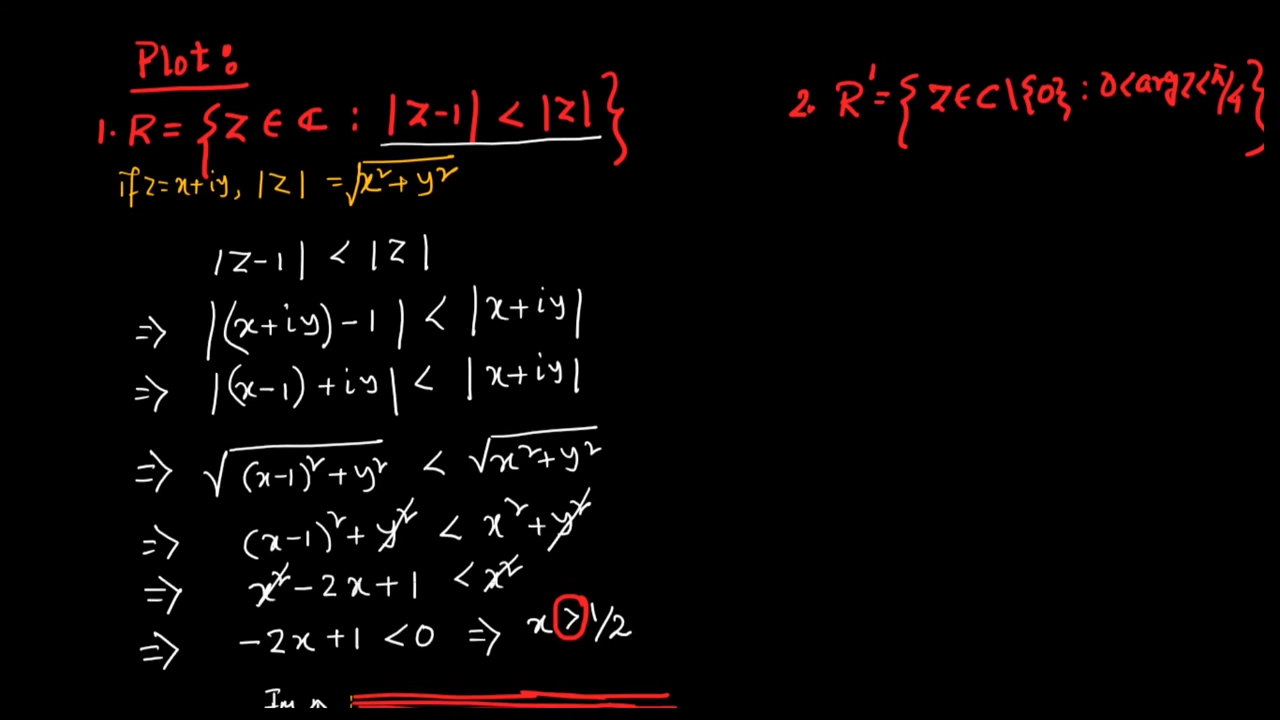 Plot:
1. R = {Z ∈ ℂ : |Z-1| < |Z|}
if z=x+iy, |Z| = √(x²+y²)
|Z-1| < |Z|
⇒ |(x+iy)-1| < |x+iy|
⇒ |(x-1)+iy| < |x+iy|
⇒ √((x-1)²+y²) < √(x²+y²)
⇒ (x-1)²+y² < x²+y²
⇒ x²-2x+1 < x²
⇒ -2x+1 <0 ⇒ x > 1/2
2. R' = {Z ∈ C\{0} : 0<arg z<π/4}